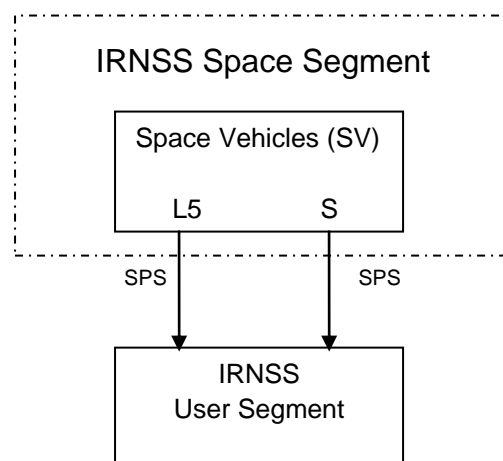 IRNSS Space Segment
Space Vehicles (SV)
L5 S
SPS SPS
IRNSS
User Segment